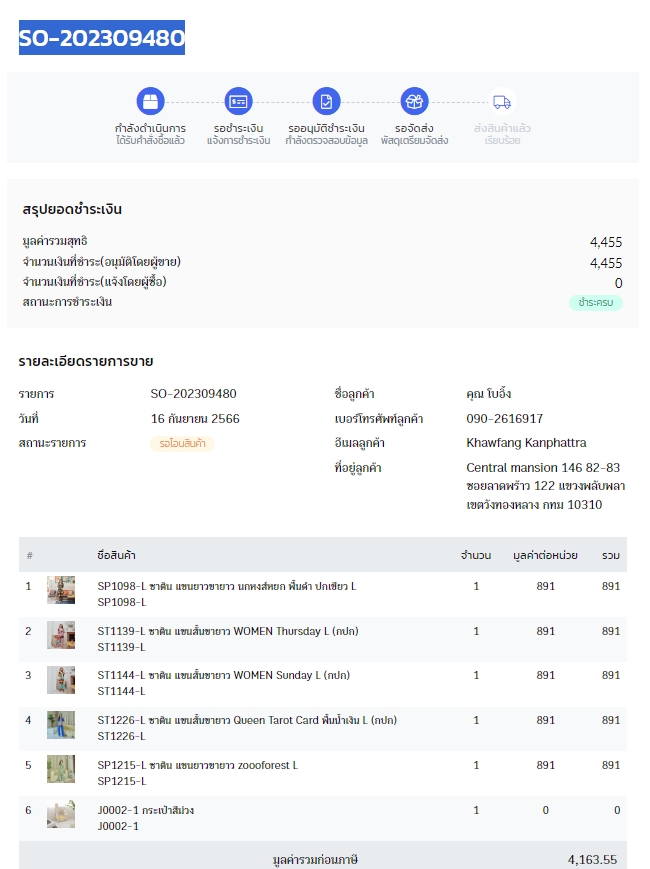 SO-202309480
กำลังดำเนินการ
ได้รับคำสั่งซื้อแล้ว
รอชำระเงิน
แจ้งการชำระเงิน
รออนุมัติชำระเงิน
กำลังตรวจสอบข้อมูล
รอจัดส่ง
พัสดุเตรียมจัดส่ง
ส่งสินค้าแล้ว
เรียบร้อย
สรุปยอดชำระเงิน
มูลค่ารวมสุทธิ 4,455
จำนวนเงินที่ชำระ(อนุมัติโดยผู้ขาย) 4,455
จำนวนเงินที่ชำระ(แจ้งโดยผู้ซื้อ) 0
สถานะการชำระเงิน ชำระครบ
รายละเอียดรายการขาย
รายการ SO-202309480
วันที่ 16 กันยายน 2566
สถานะรายการ รอโอนสินค้า
ชื่อลูกค้า คุณ โบอิ้ง
เบอร์โทรศัพท์ลูกค้า 090-2616917
อีเมลลูกค้า Khawfang Kanphattra
ที่อยู่ลูกค้า Central mansion 146 82-83
ซอยลาดพร้าว 122 แขวงพลับพลา
เขตวังทองหลาง กทม 10310
# ชื่อสินค้า จำนวน มูลค่าต่อหน่วย รวม
1 SP1098-L ซาติน แขนยาวขายาว นกหงส์หยก พื้นดำ ปกเขียว L 1 891 891
SP1098-L
2 ST1139-L ซาติน แขนสั้นขายาว WOMEN Thursday L (กปก) 1 891 891
ST1139-L
3 ST1144-L ซาติน แขนสั้นขายาว WOMEN Sunday L (กปก) 1 891 891
ST1144-L
4 ST1226-L ซาติน แขนสั้นขายาว Queen Tarot Card พื้นน้ำเงิน L (กปก) 1 891 891
ST1226-L
5 SP1215-L ซาติน แขนยาวขายาว zoooforest L 1 891 891
SP1215-L
6 J0002-1 กระเป๋าสีม่วง 1 0 0
J0002-1
มูลค่ารวมก่อนภาษี 4,163.55